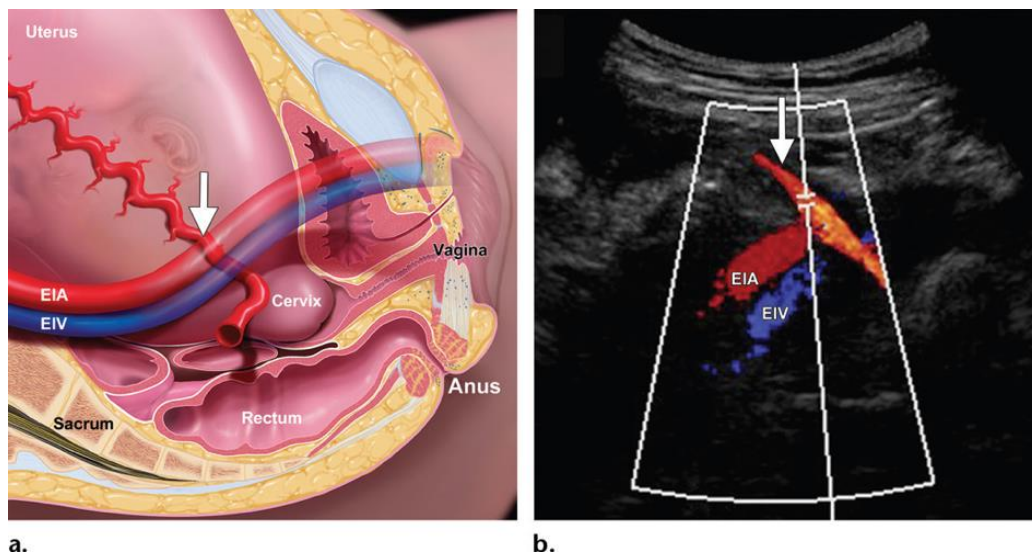 Uterus
EIA
EIV
Cervix
Vagina
Anus
Rectum
Sacrum
EIA
EIV
a.
b.